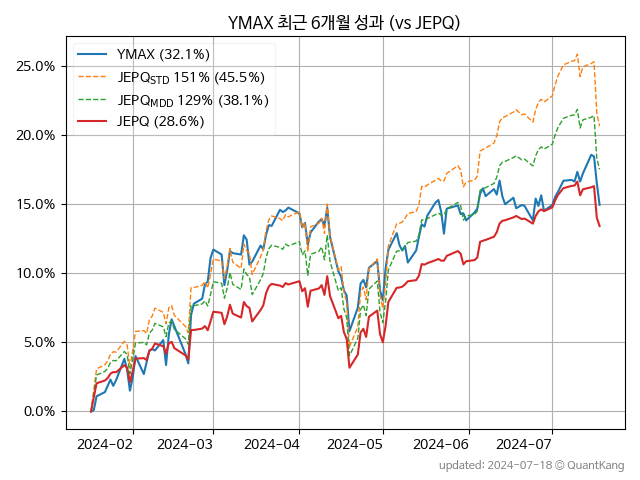 YMAX 최근 6개월 성과 (vs JEPQ)
YMAX (32.1%)
JEPQSTD 151% (45.5%)
JEPQMDD 129% (38.1%)
JEPQ (28.6%)
25.0%
20.0%
15.0%
10.0%
5.0%
0.0%
2024-02 2024-03 2024-04 2024-05 2024-06 2024-07
updated: 2024-07-18 © QuantKang